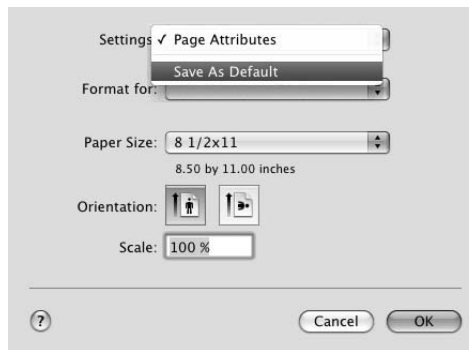 Settings ✓ Page Attributes
Save As Default
Format for:
Paper Size: 8 1/2x11
8.50 by 11.00 inches
Orientation:
Scale: 100 %
? Cancel OK